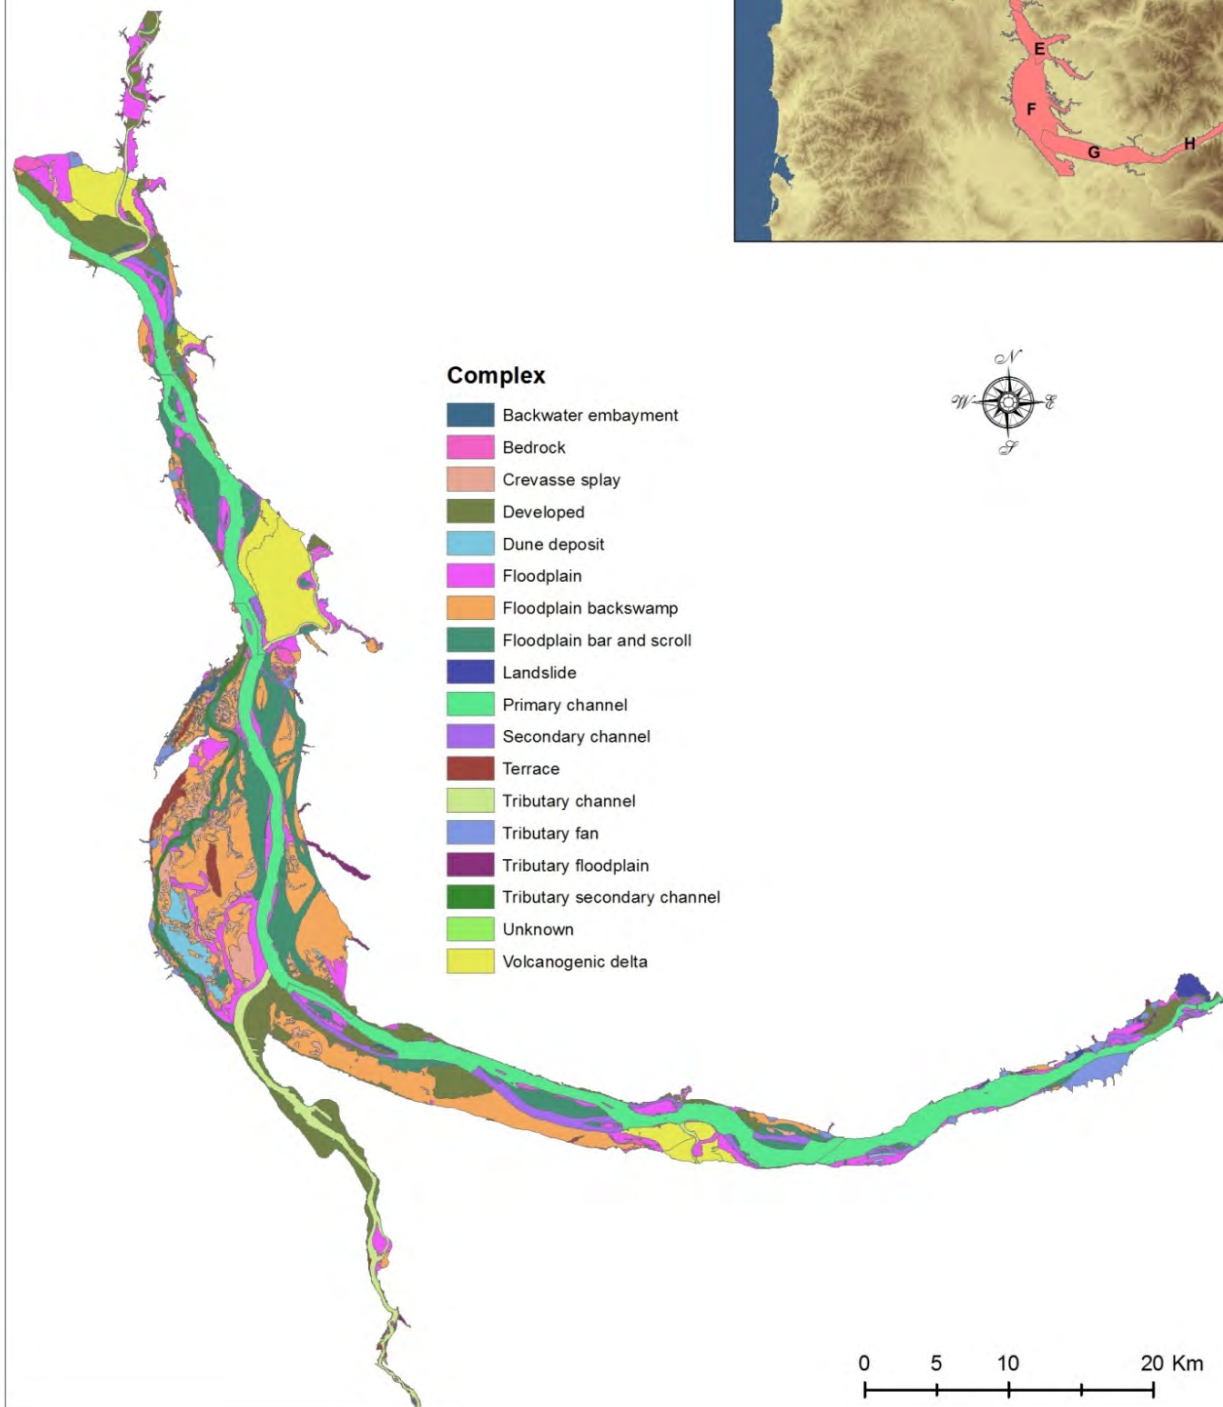 E
F
G
H
N
W
E
S
Complex
Backwater embayment
Bedrock
Crevasse splay
Developed
Dune deposit
Floodplain
Floodplain backswamp
Floodplain bar and scroll
Landslide
Primary channel
Secondary channel
Terrace
Tributary channel
Tributary fan
Tributary floodplain
Tributary secondary channel
Unknown
Volcanogenic delta
0 5 10 20 Km